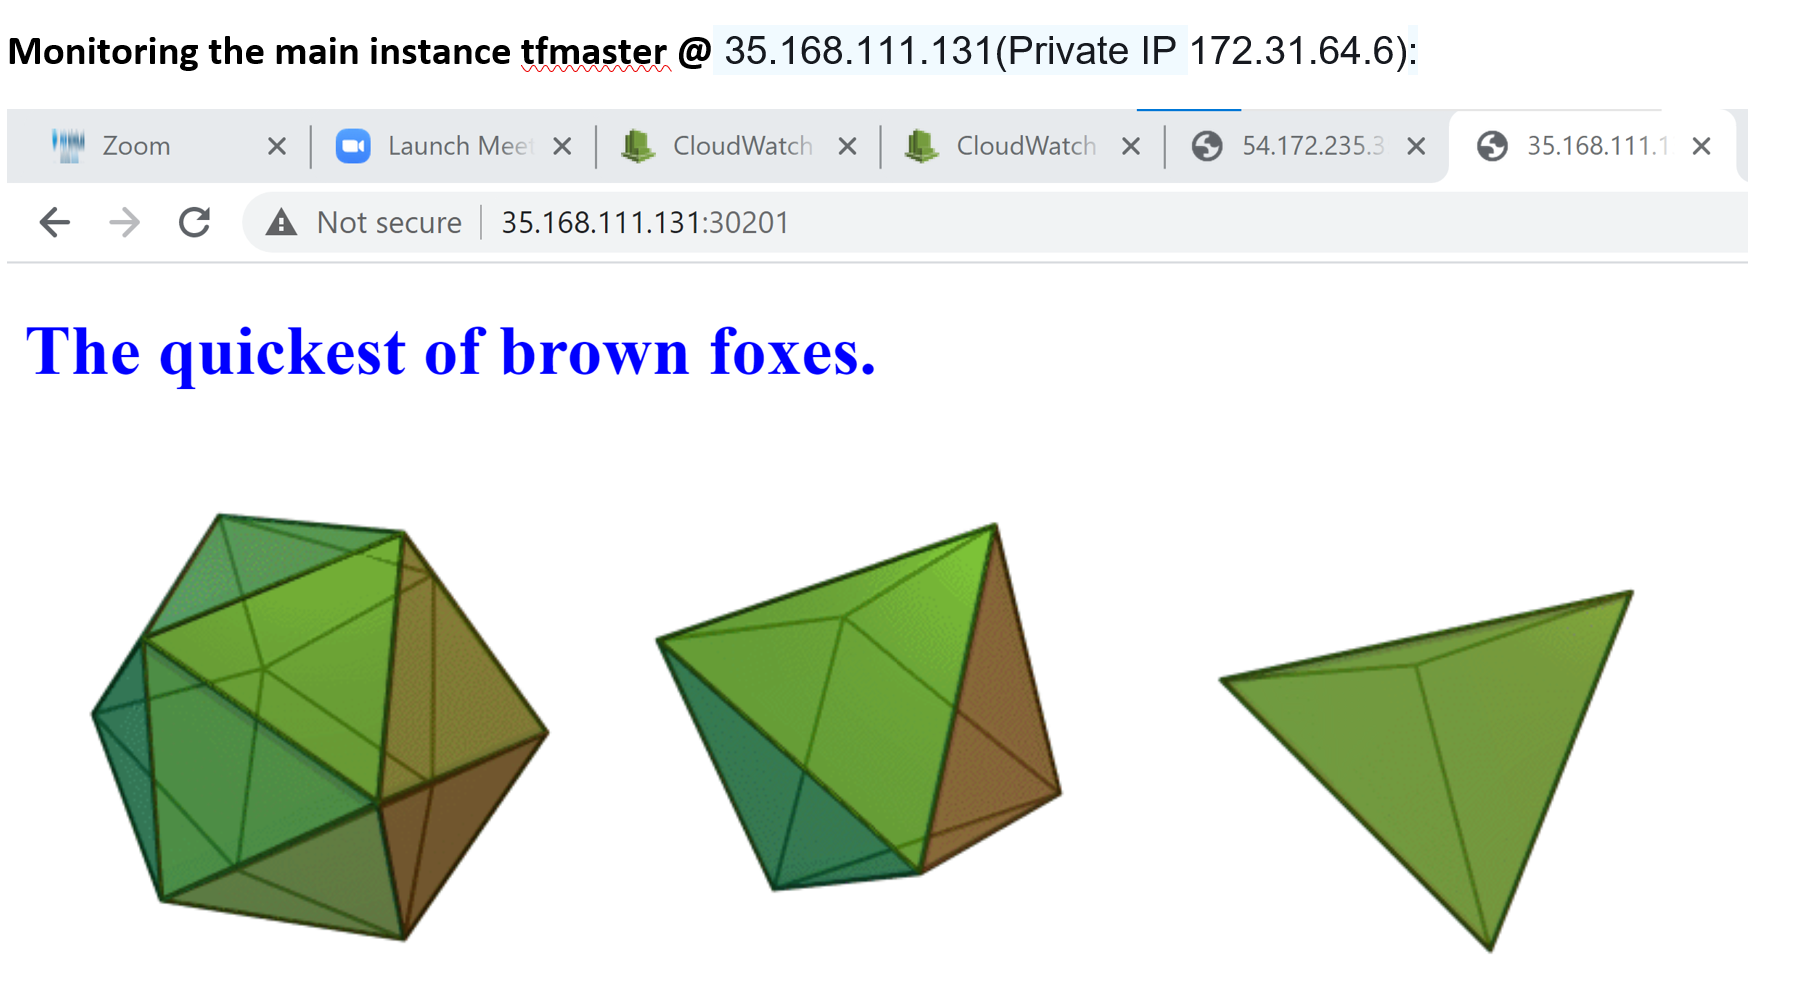 Monitoring the main instance tfmaster @ 35.168.111.131(Private IP 172.31.64.6):
Zoom Launch Meet CloudWatch CloudWatch 54.172.235.3 35.168.111.1
Not secure 35.168.111.131:30201
The quickest of brown foxes.